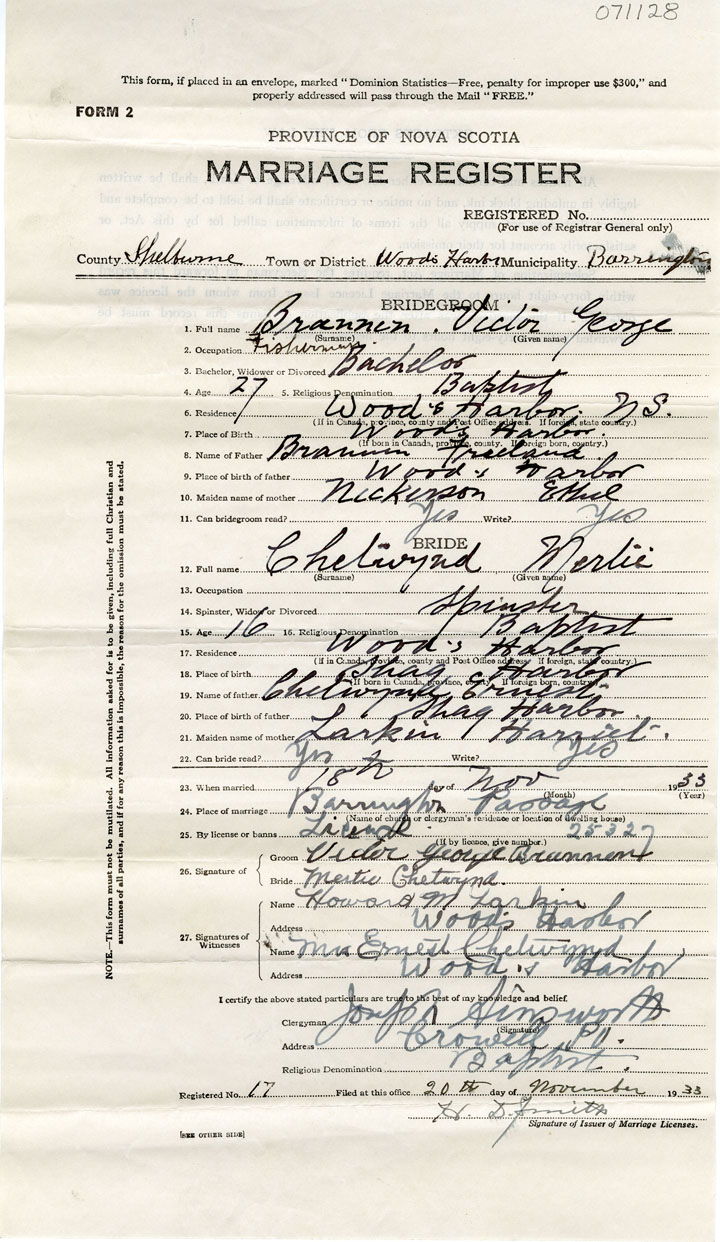 071128
This form, if placed in an envelope, marked "Dominion Statistics—Free, penalty for improper use $300," and
properly addressed will pass through the Mail "FREE."
FORM 2
PROVINCE OF NOVA SCOTIA
MARRIAGE REGISTER
REGISTERED No.
(For use of Registrar General only)
County Shelburne Town or District Woods Harbor Municipality Barrington
BRIDEGROOM
1. Full name Brannen, Victor George
(Surname) (Given name)
2. Occupation Fisherman
3. Bachelor, Widower or Divorced Bachelor
4. Age 27 5. Religious Denomination Baptist
6. Residence Wood's Harbor, N.S.
(If in Canada, province, county and Post Office address. If foreign, state country.)
7. Place of Birth Woods Harbor
(If born in Canada, province, county. If foreign born, country.)
8. Name of Father Brannen Freeland
9. Place of birth of father Wood's Harbor
10. Maiden name of mother Nickerson Ethel
11. Can bridegroom read? Yes Write? Yes
BRIDE
12. Full name Chetwynd Mertie
(Surname) (Given name)
13. Occupation
14. Spinster, Widow or Divorced Spinster
15. Age 16 16. Religious Denomination Baptist
17. Residence Wood's Harbor
(If in Canada, province, county and Post Office address. If foreign, state country.)
18. Place of birth Shag Harbor
(If born in Canada, province, county. If foreign born, country.)
19. Name of father Chetwynd, Ernest
20. Place of birth of father Shag Harbor
21. Maiden name of mother Larkin Harriet
22. Can bride read? Yes Write? Yes
23. When married 18th day of Nov 1933
(Month) (Year)
24. Place of marriage Barrington Passage
(Name of church or clergyman's residence or location of dwelling house)
25. By license or banns License 25327
(If by licence, give number.)
26. Signature of Groom Victor George Brannen
Bride Mertie Chetwynd.
27. Signatures of Witnesses Name Howard M. Larkin
Address Woods Harbor
Name Mrs Ernest Chetwynd
Address Wood's Harbor
I certify the above stated particulars are true to the best of my knowledge and belief.
Clergyman Joseph Ainsworth
(Signature)
Address Crowell P.O.
Religious Denomination Baptist.
Registered No. 17 Filed at this office 20th day of November 1933
H. D. Smith
Signature of Issuer of Marriage Licenses.
[SEE OTHER SIDE]
NOTE.—This form must not be mutilated. All information asked for is to be given, including full Christian and
surnames of all parties, and if for any reason this is impossible, the reason for the omission must be stated.